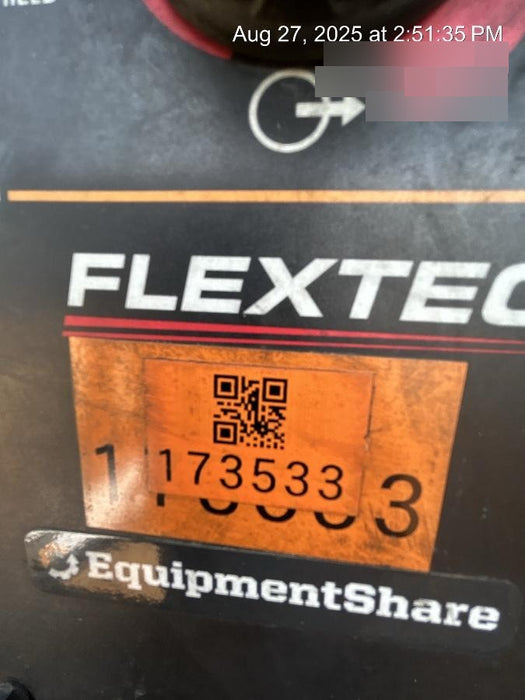 Aug 27, 2025 at 2:51:35 PM
FLEXTEC
173533
EquipmentShare